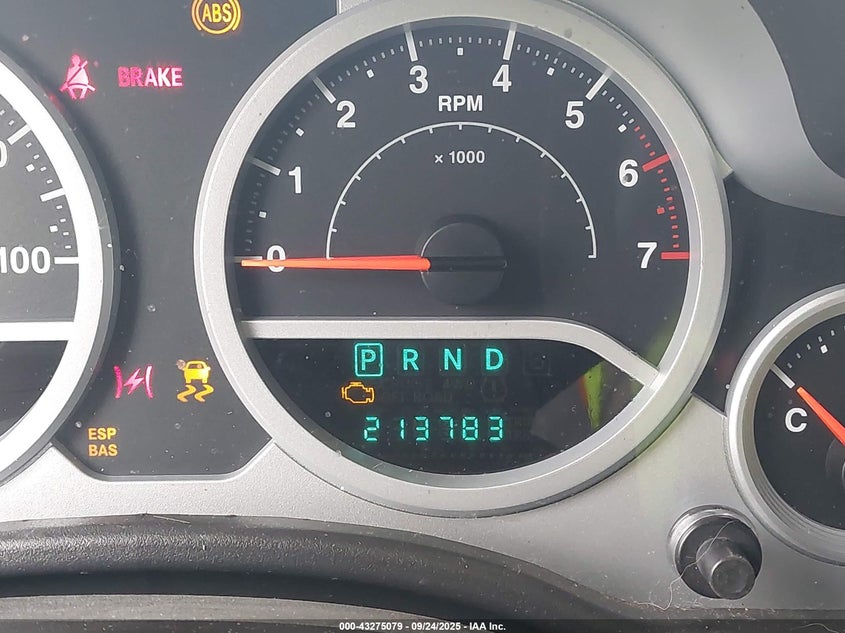 ABS
BRAKE
3
4
2
RPM
5
x 1000
1
6
100
0
7
P R N D
C
213783
ESP
BAS
000-43275079 - 09/24/2025 - IAA Inc.